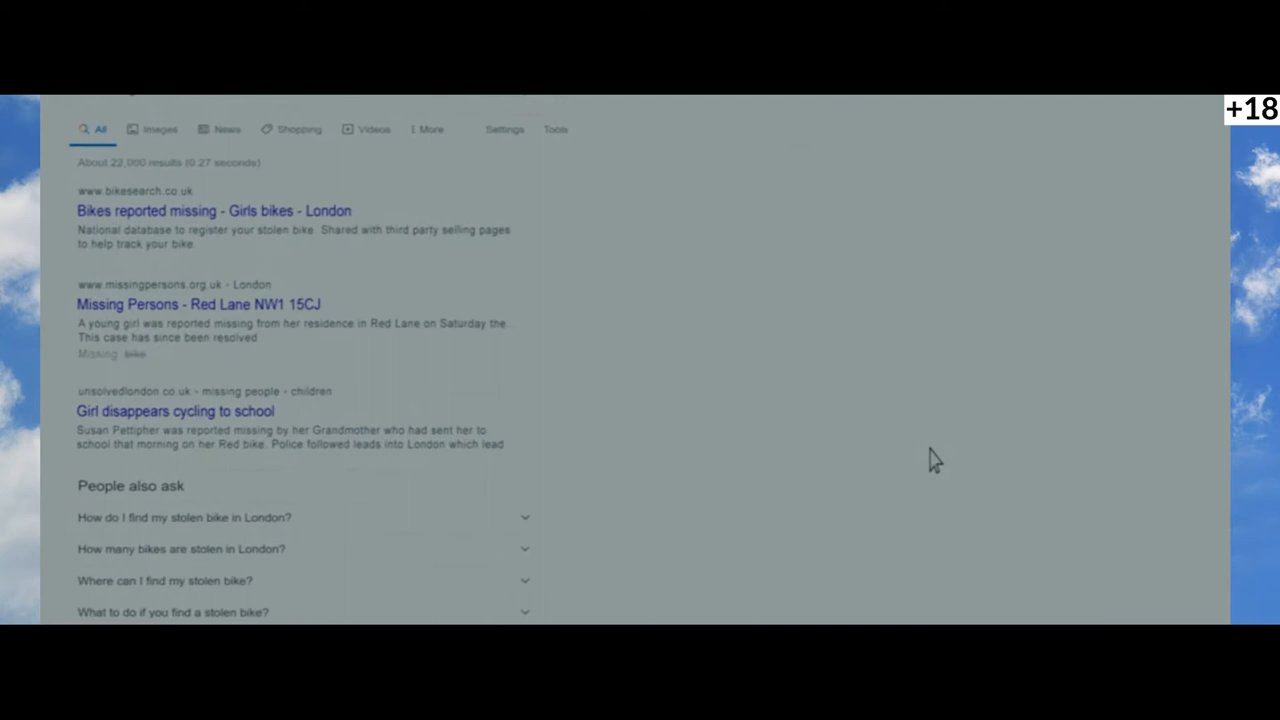 +18
All Images News Shopping Videos More Settings Tools
About 22,000 results (0.27 seconds)
www.bikesearch.co.uk
Bikes reported missing - Girls bikes - London
National database to register your stolen bike. Shared with third party selling pages
to help track your bike.
www.missingpersons.org.uk - London
Missing Persons - Red Lane NW1 15CJ
A young girl was reported missing from her residence in Red Lane on Saturday the
This case has since been resolved
Missing: bike
unsolvedlondon.co.uk - missing people - children
Girl disappears cycling to school
Susan Pettipher was reported missing by her Grandmother who had sent her to
school that morning on her Red bike. Police followed leads into London which lead
People also ask
How do I find my stolen bike in London?
How many bikes are stolen in London?
Where can I find my stolen bike?
What to do if you find a stolen bike?